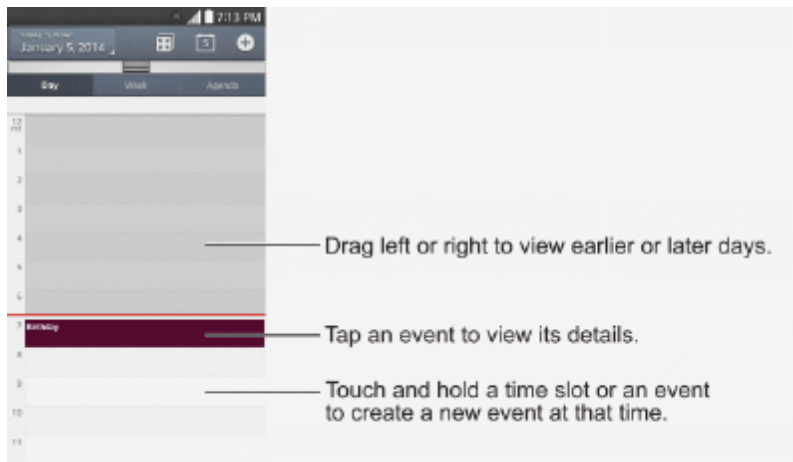 7:13 PM
January 5, 2014
5
Day Week Agenda
12
1
2
3
4
Drag left or right to view earlier or later days.
5
6
7 Birthday
Tap an event to view its details.
8
9
Touch and hold a time slot or an event
to create a new event at that time.
10
11